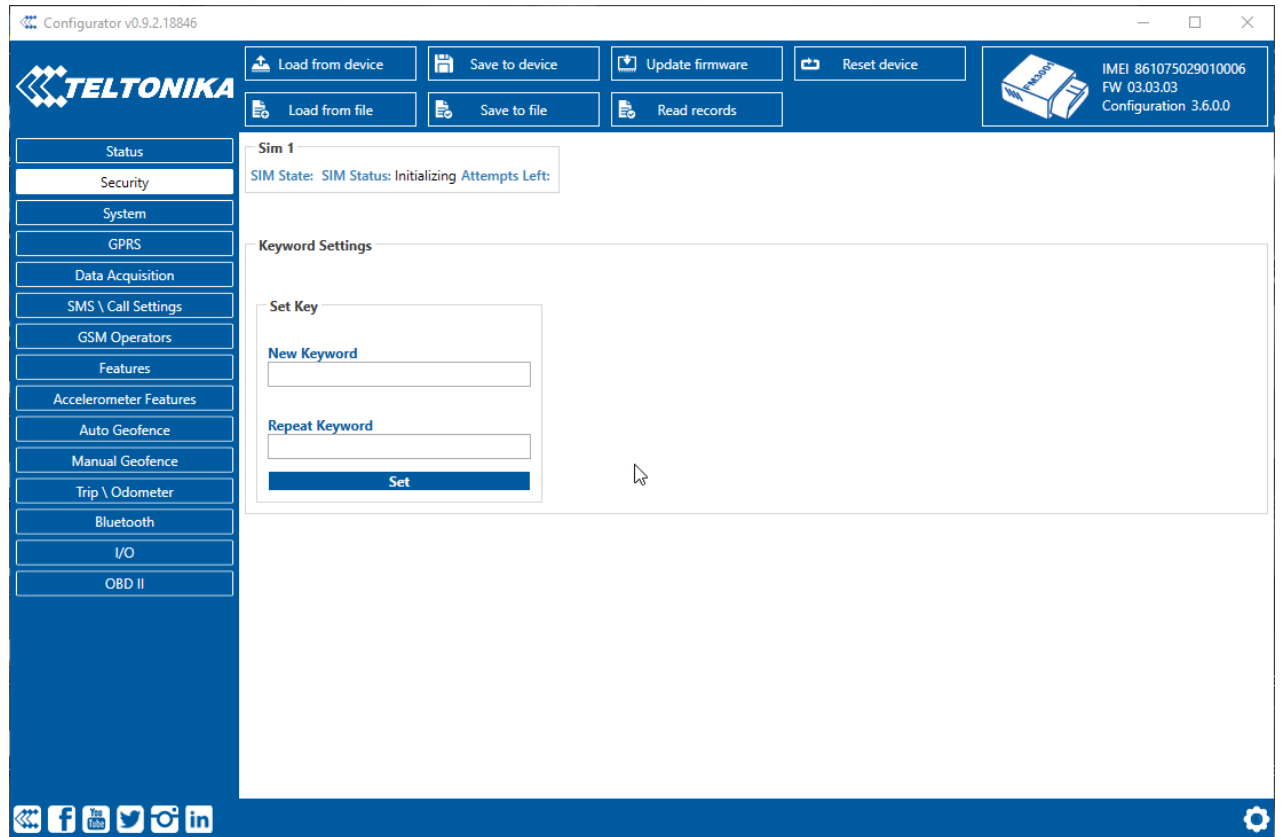 Configurator v0.9.2.18846
TELTONIKA
Load from device
Save to device
Update firmware
Reset device
Load from file
Save to file
Read records
FM3001
IMEI 861075029010006
FW 03.03.03
Configuration 3.6.0.0
Status
Security
System
GPRS
Data Acquisition
SMS \ Call Settings
GSM Operators
Features
Accelerometer Features
Auto Geofence
Manual Geofence
Trip \ Odometer
Bluetooth
I/O
OBD II
Sim 1
SIM State: SIM Status: Initializing Attempts Left:
Keyword Settings
Set Key
New Keyword
Repeat Keyword
Set
You
Tube
in